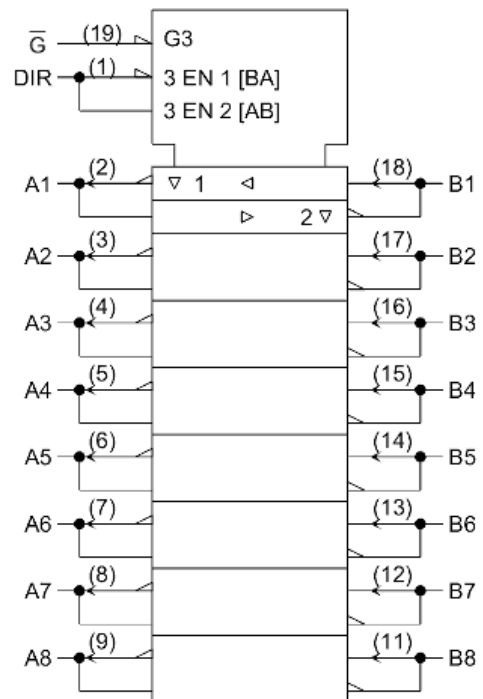 G̅ (19) G3
DIR (1) 3 EN 1 [BA]
3 EN 2 [AB]
A1 (2) ▽ 1 ◁ (18) B1
▷ 2 ▽
A2 (3) (17) B2
A3 (4) (16) B3
A4 (5) (15) B4
A5 (6) (14) B5
A6 (7) (13) B6
A7 (8) (12) B7
A8 (9) (11) B8